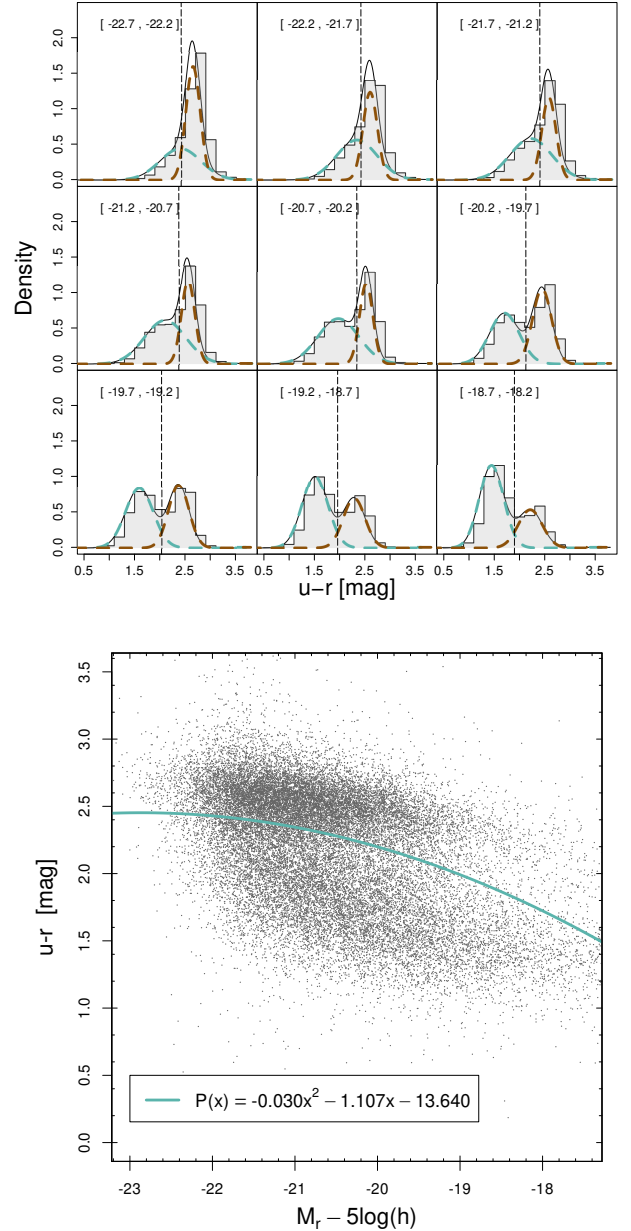 [ -22.7 , -22.2 ]
[ -22.2 , -21.7 ]
[ -21.7 , -21.2 ]
0.0 0.5 1.0 1.5 2.0
[ -21.2 , -20.7 ]
[ -20.7 , -20.2 ]
[ -20.2 , -19.7 ]
0.0 0.5 1.0 1.5 2.0
Density
[ -19.7 , -19.2 ]
[ -19.2 , -18.7 ]
[ -18.7 , -18.2 ]
0.0 0.5 1.0 1.5 2.0
0.5 1.5 2.5 3.5 0.5 1.5 2.5 3.5 0.5 1.5 2.5 3.5
u−r [mag]
0.0 0.5 1.0 1.5 2.0 2.5 3.0 3.5
u-r [mag]
P(x) = -0.030x² − 1.107x − 13.640
-23 -22 -21 -20 -19 -18
M_r − 5log(h)